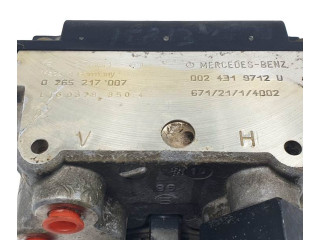 MERCEDES-BENZ
0 265 217 007
002 431 9712 U
671/21/1/4002
V
H